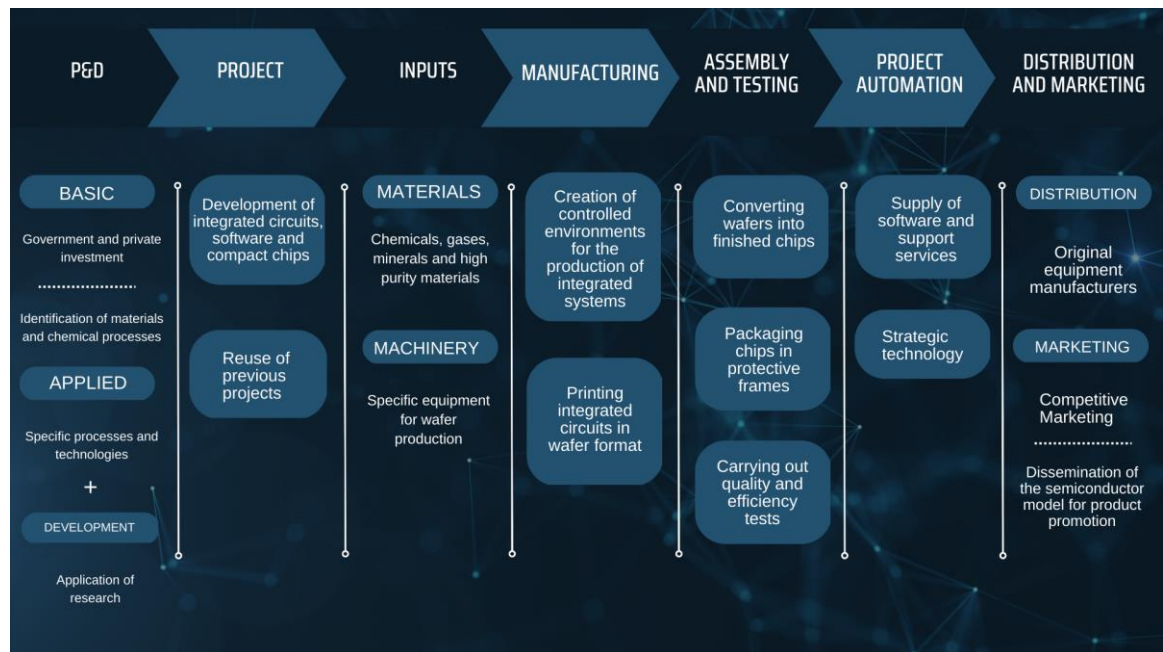 P&D
PROJECT
INPUTS
MANUFACTURING
ASSEMBLY
AND TESTING
PROJECT
AUTOMATION
DISTRIBUTION
AND MARKETING
BASIC
Government and private
investment
Identification of materials
and chemical processes
APPLIED
Specific processes and
technologies
+
DEVELOPMENT
Application of
research
Development of
integrated circuits,
software and
compact chips
Reuse of
previous
projects
MATERIALS
Chemicals, gases,
minerals and high
purity materials
MACHINERY
Specific equipment
for wafer
production
Creation of
controlled
environments
for the
production of
integrated
systems
Printing
integrated
circuits in
wafer format
Converting
wafers into
finished chips
Packaging
chips in
protective
frames
Carrying out
quality and
efficiency
tests
Supply of
software and
support
services
Strategic
technology
DISTRIBUTION
Original
equipment
manufacturers
MARKETING
Competitive
Marketing
Dissemination of
the semiconductor
model for product
promotion